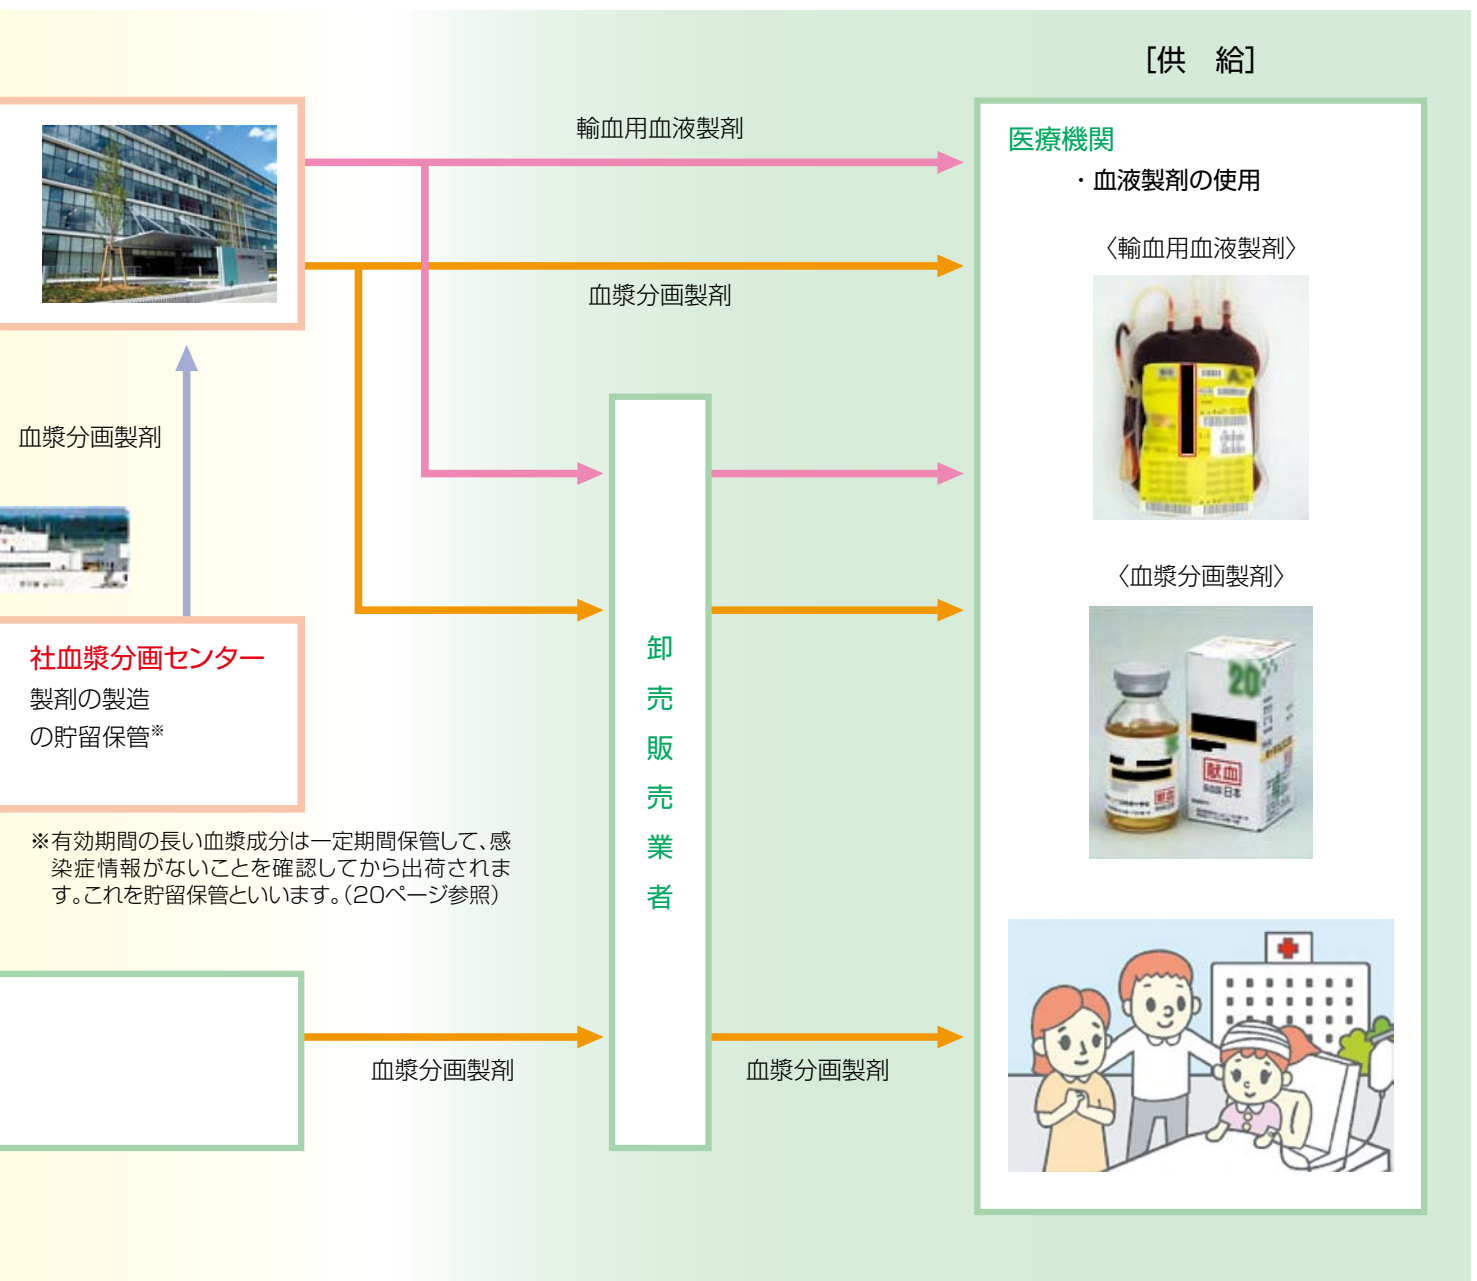 ［供　給］
輸血用血液製剤
医療機関
・血液製剤の使用
〈輸血用血液製剤〉
血漿分画製剤
血漿分画製剤
〈血漿分画製剤〉
社血漿分画センター
製剤の製造
の貯留保管※
卸売販売業者
20
献血
日本
献血
※有効期間の長い血漿成分は一定期間保管して、感
染症情報がないことを確認してから出荷されま
す。これを貯留保管といいます。（20ページ参照）
血漿分画製剤
血漿分画製剤